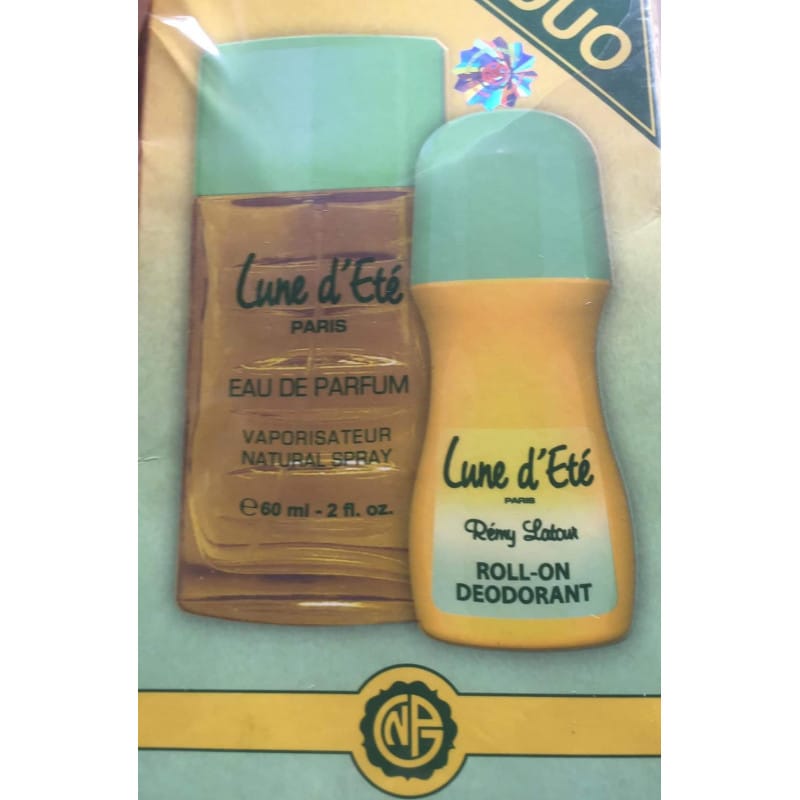 DUO
Lune d'Eté
PARIS
EAU DE PARFUM
VAPORISATEUR
NATURAL SPRAY
℮60 ml - 2 fl. oz.
Lune d'Eté
PARIS
Rémy Latour
ROLL-ON
DEODORANT